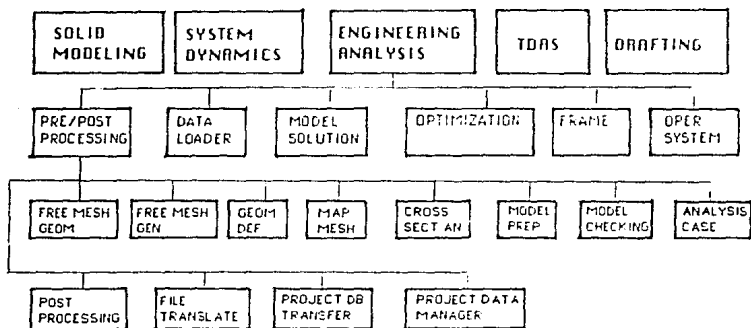 SOLID
MODELING
SYSTEM
DYNAMICS
ENGINEERING
ANALYSIS
TDAS
DRAFTING
PRE/POST
PROCESSING
DATA
LOADER
MODEL
SOLUTION
OPTIMIZATION
FRAME
OPER
SYSTEM
FREE MESH
GEOM
FREE MESH
GEN
GEOM
DEF
MAP
MESH
CROSS
SECT AN
MODEL
PREP
MODEL
CHECKING
ANALYSIS
CASE
POST
PROCESSING
FILE
TRANSLATE
PROJECT DB
TRANSFER
PROJECT DATA
MANAGER